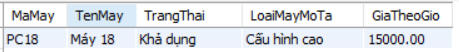 MaMay TenMay TrangThai LoaiMayMoTa GiaTheoGio
PC18 Máy 18 Khả dụng Cấu hình cao 15000.00